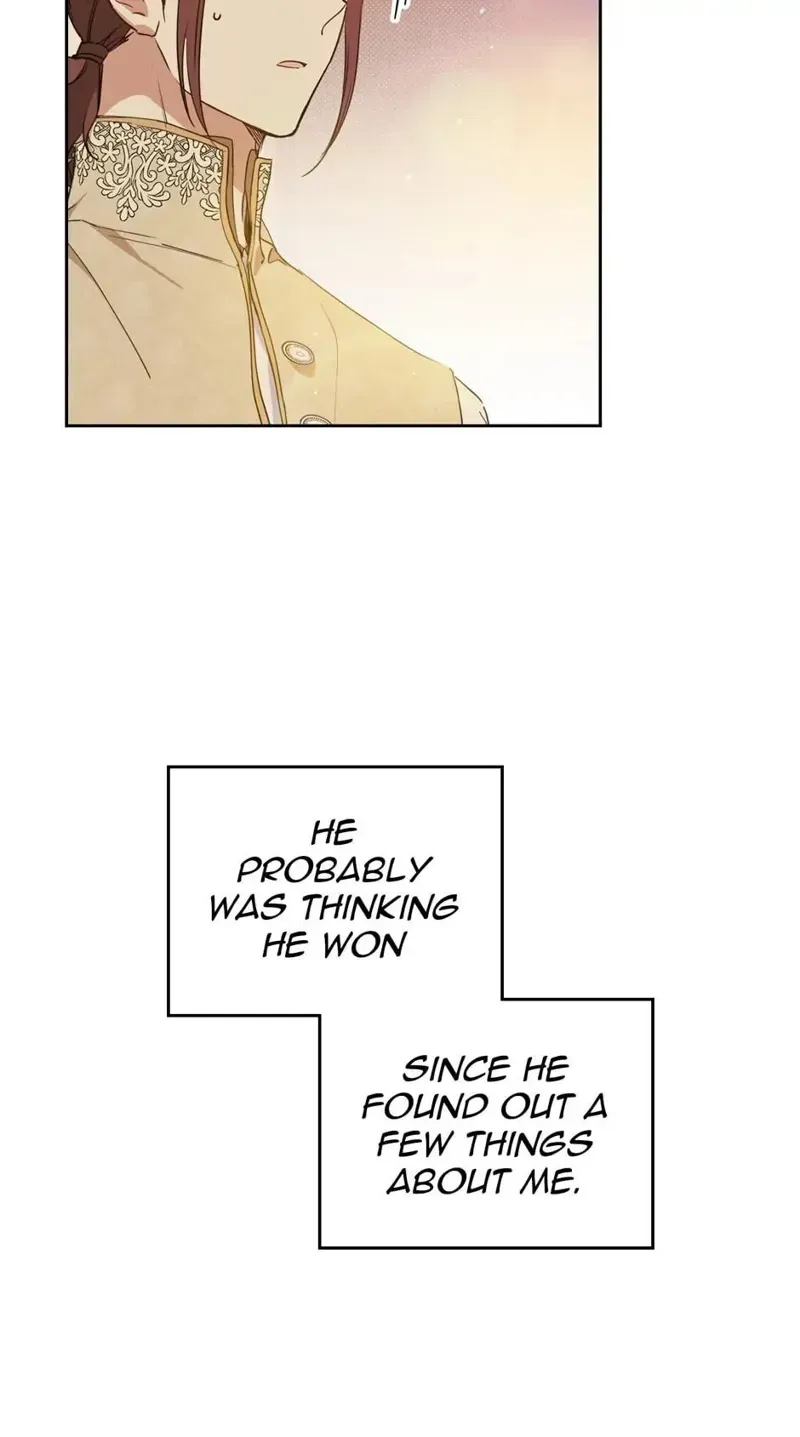 HE
PROBABLY
WAS THINKING
HE WON
SINCE HE
FOUND OUT A
FEW THINGS
ABOUT ME.